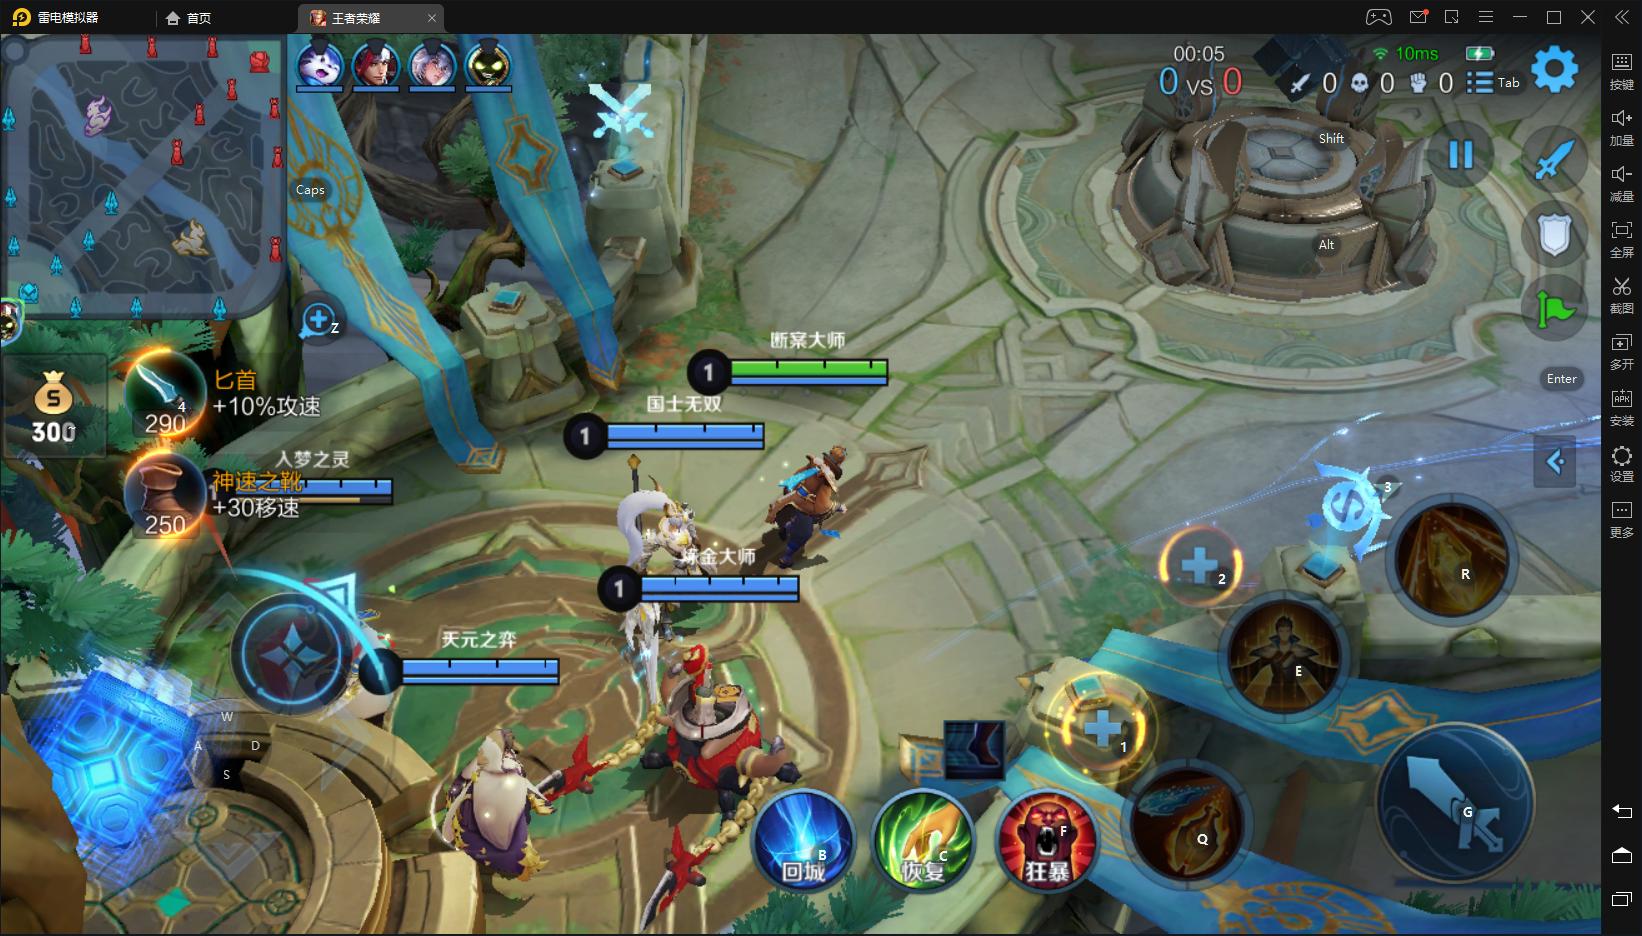 雷电模拟器
首页
王者荣耀
00:05
10ms
0 VS 0
0
0
0
Tab
按键
加量
减量
全屏
截图
多开
安装
设置
更多
Shift
Caps
Alt
Z
断案大师
1
Enter
匕首
+10%攻速
4
290
300
国士无双
1
入梦之灵
神速之靴
+30移速
250
3
炼金大师
1
2
R
天元之弈
E
W
A
D
S
1
B
回城
C
恢复
F
狂暴
Q
G